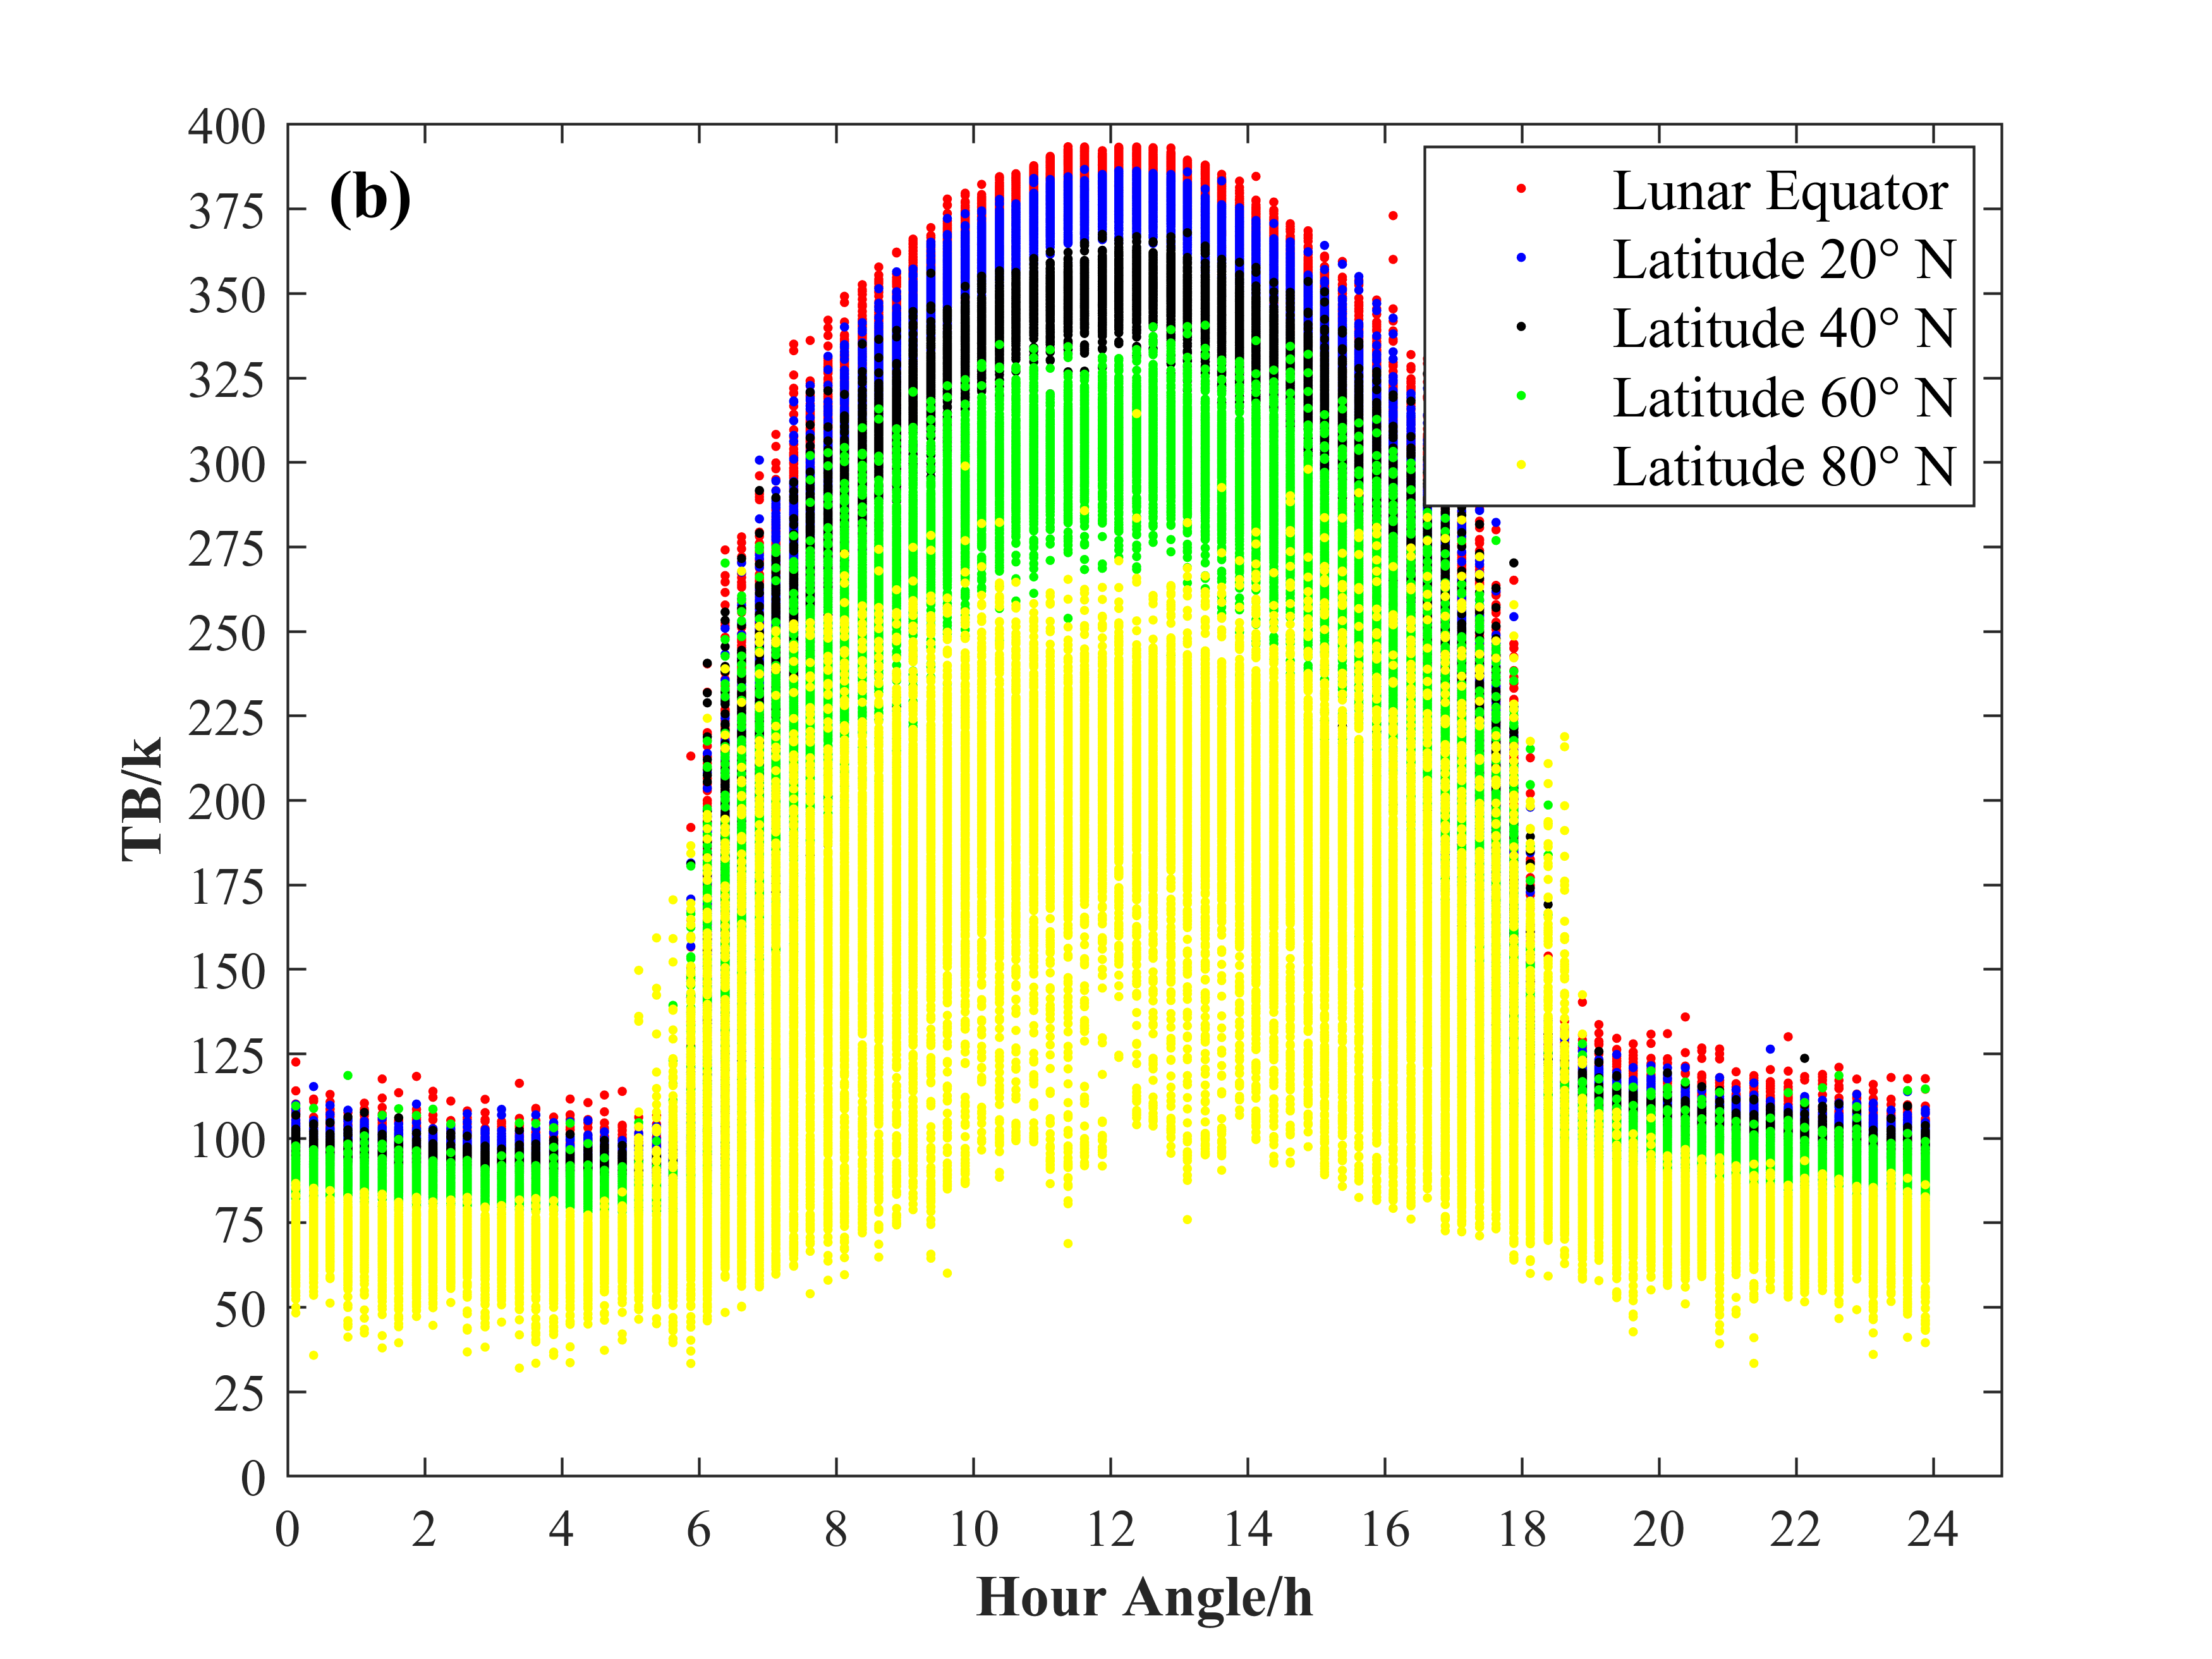 (b)
400
375
350
325
300
275
250
225
200
175
150
125
100
75
50
25
0
TB/k
0 2 4 6 8 10 12 14 16 18 20 22 24
Hour Angle/h
Lunar Equator
Latitude 20° N
Latitude 40° N
Latitude 60° N
Latitude 80° N